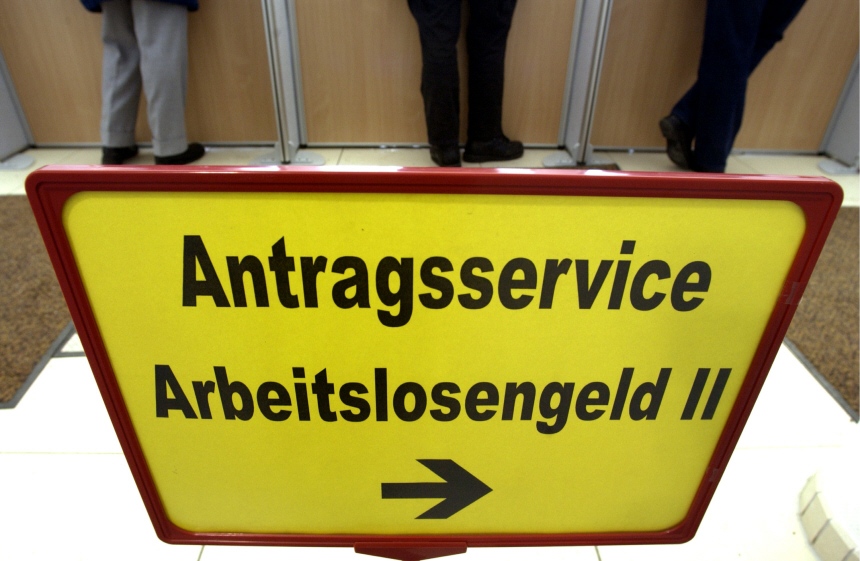 Antragsservice
Arbeitslosengeld II